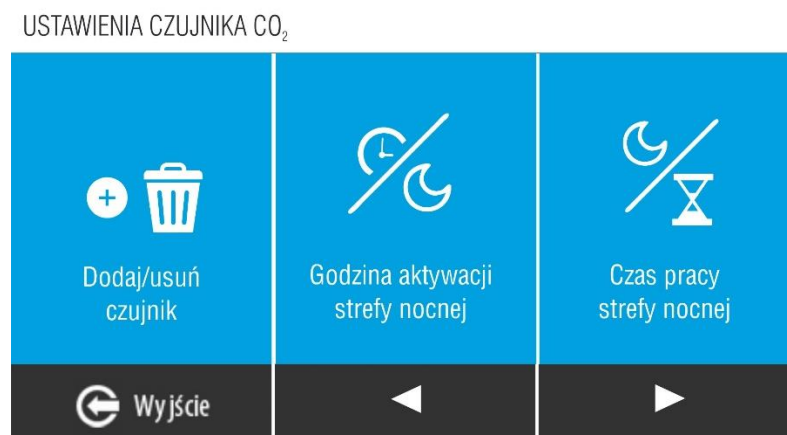 USTAWIENIA CZUJNIKA CO₂
Dodaj/usuń
czujnik
Godzina aktywacji
strefy nocnej
Czas pracy
strefy nocnej
Wyjście